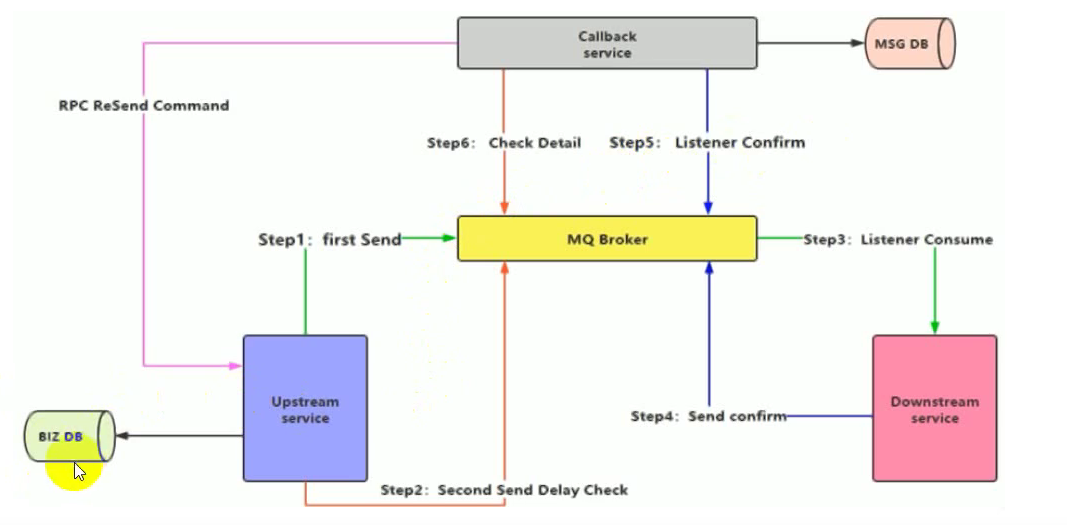 Callback
service
MSG DB
RPC ReSend Command
Step6： Check Detail
Step5： Listener Confirm
Step1：first Send
MQ Broker
Step3：Listener Consume
Upstream
service
Downstream
service
Step4：Send confirm
BIZ DB
Step2：Second Send Delay Check